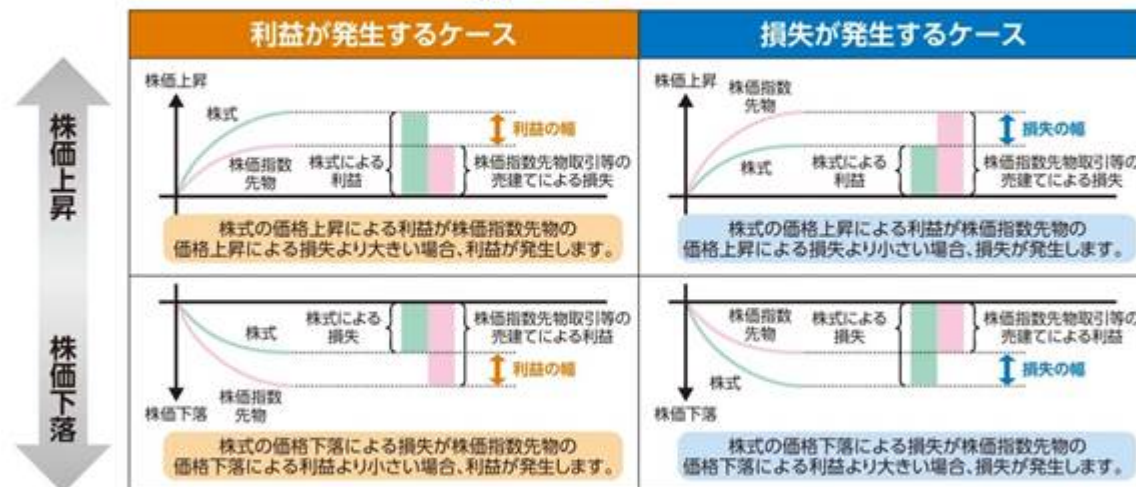 利益が発生するケース
損失が発生するケース
株価上昇
株価下落
株価上昇
株式
株価指数
先物
株式による
利益
利益の幅
株価指数先物取引等の
売建てによる損失
株式の価格上昇による利益が株価指数先物の
価格上昇による損失より大きい場合、利益が発生します。
株価上昇
株価指数
先物
株式
株式による
利益
損失の幅
株価指数先物取引等の
売建てによる損失
株式の価格上昇による利益が株価指数先物の
価格上昇による損失より小さい場合、損失が発生します。
株式
株式による
損失
株価指数先物取引等の
売建てによる利益
利益の幅
株価指数
先物
株価下落
株式の価格下落による損失が株価指数先物の
価格下落による利益より小さい場合、利益が発生します。
株価指数
先物
株式による
損失
株価指数先物取引等の
売建てによる利益
損失の幅
株式
株価下落
株式の価格下落による損失が株価指数先物の
価格下落による利益より大きい場合、損失が発生します。